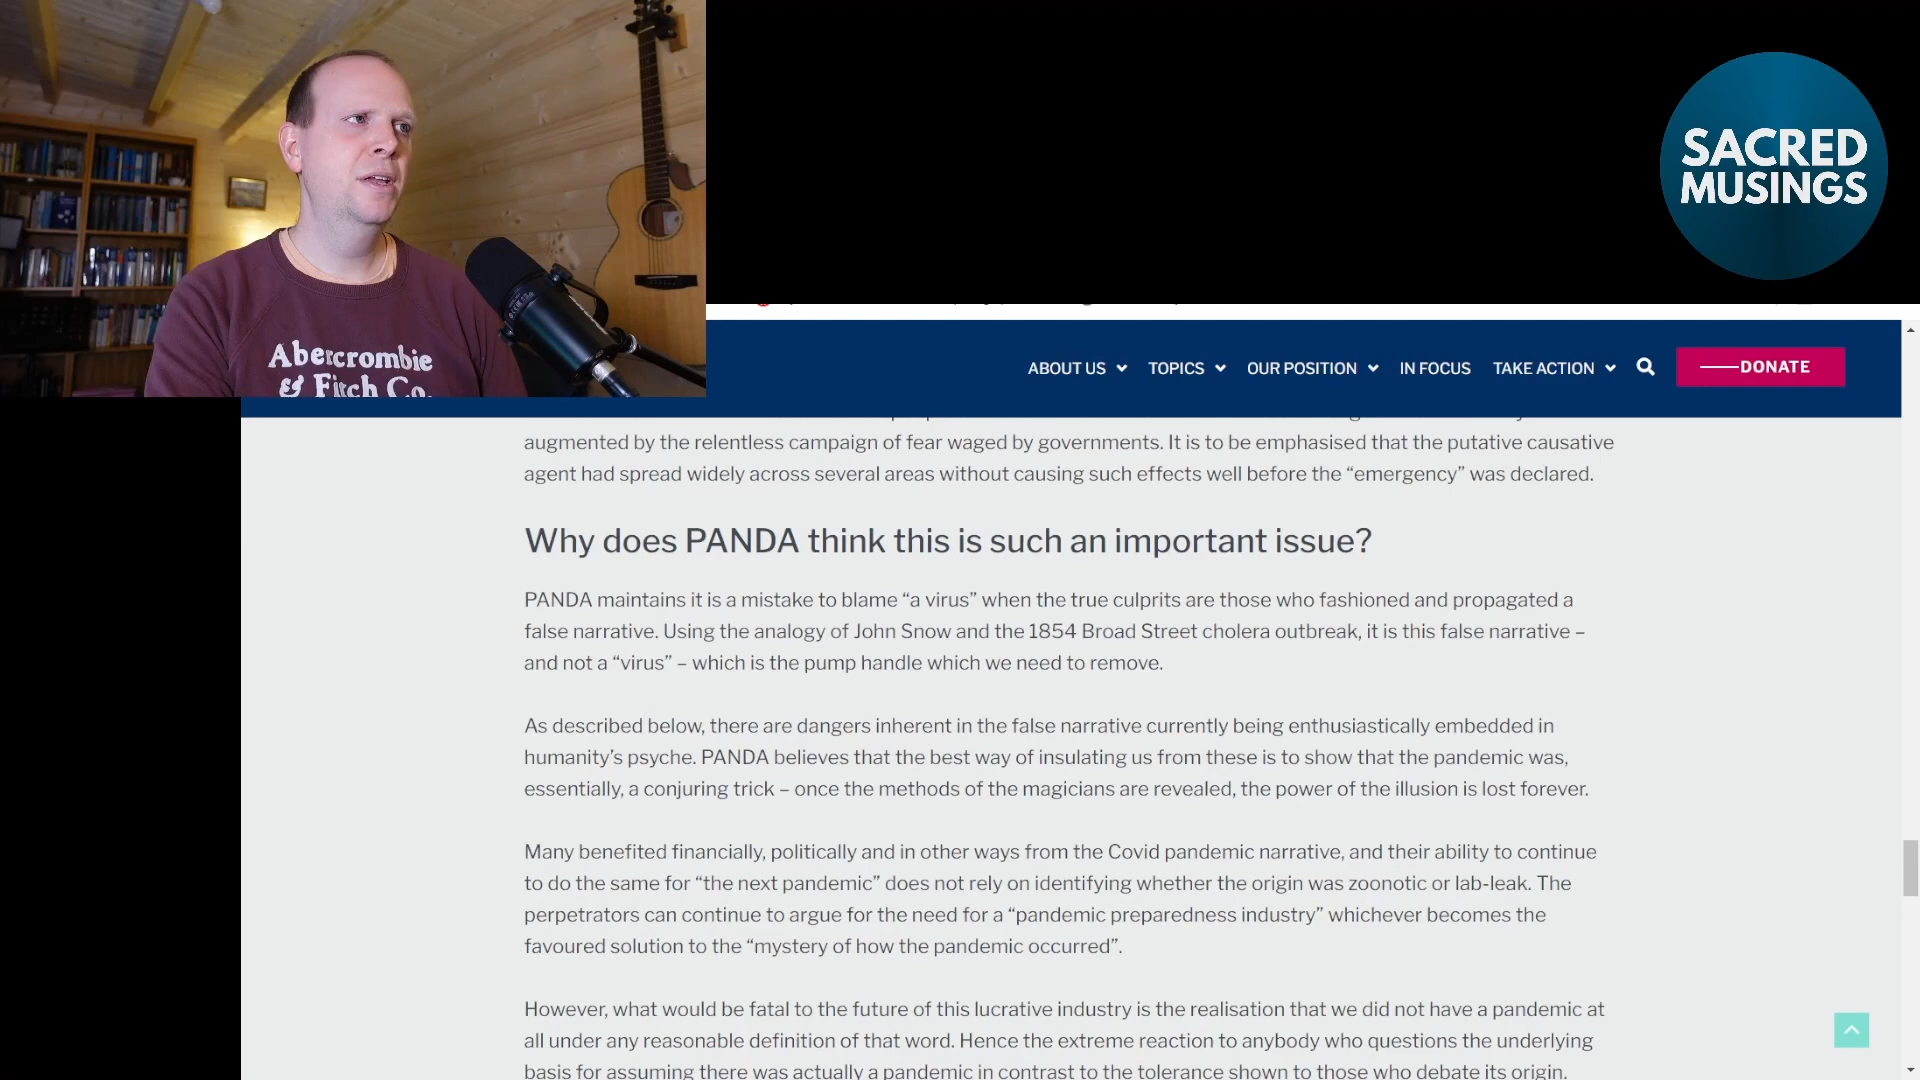 SACRED
MUSINGS
Abercrombie
& Fitch Co.
ABOUT US
TOPICS
OUR POSITION
IN FOCUS
TAKE ACTION
DONATE
augmented by the relentless campaign of fear waged by governments. It is to be emphasised that the putative causative
agent had spread widely across several areas without causing such effects well before the “emergency” was declared.
Why does PANDA think this is such an important issue?
PANDA maintains it is a mistake to blame “a virus” when the true culprits are those who fashioned and propagated a
false narrative. Using the analogy of John Snow and the 1854 Broad Street cholera outbreak, it is this false narrative –
and not a “virus” – which is the pump handle which we need to remove.
As described below, there are dangers inherent in the false narrative currently being enthusiastically embedded in
humanity’s psyche. PANDA believes that the best way of insulating us from these is to show that the pandemic was,
essentially, a conjuring trick – once the methods of the magicians are revealed, the power of the illusion is lost forever.
Many benefited financially, politically and in other ways from the Covid pandemic narrative, and their ability to continue
to do the same for “the next pandemic” does not rely on identifying whether the origin was zoonotic or lab-leak. The
perpetrators can continue to argue for the need for a “pandemic preparedness industry” whichever becomes the
favoured solution to the “mystery of how the pandemic occurred”.
However, what would be fatal to the future of this lucrative industry is the realisation that we did not have a pandemic at
all under any reasonable definition of that word. Hence the extreme reaction to anybody who questions the underlying
basis for assuming there was actually a pandemic in contrast to the tolerance shown to those who debate its origin.